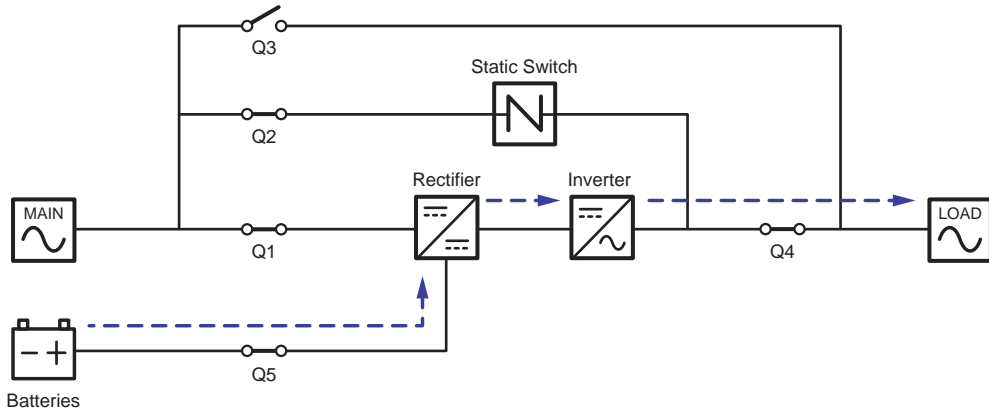 Q3
Static Switch
Q2
Rectifier
Inverter
MAIN
LOAD
Q1
Q4
Q5
Batteries